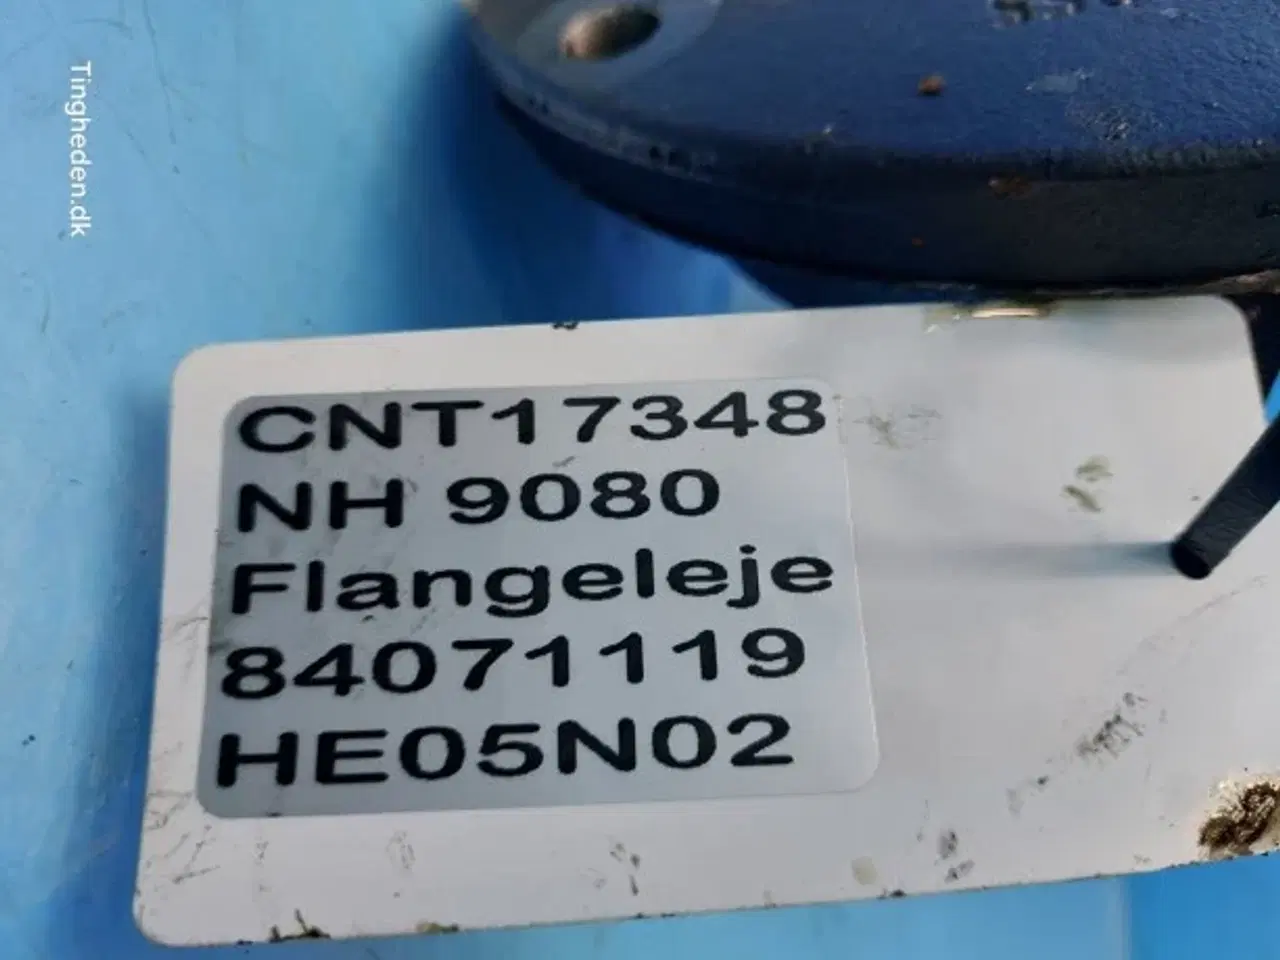 Tingheden.dk
CNT17348
NH 9080
Flangeleje
84071119
HE05N02